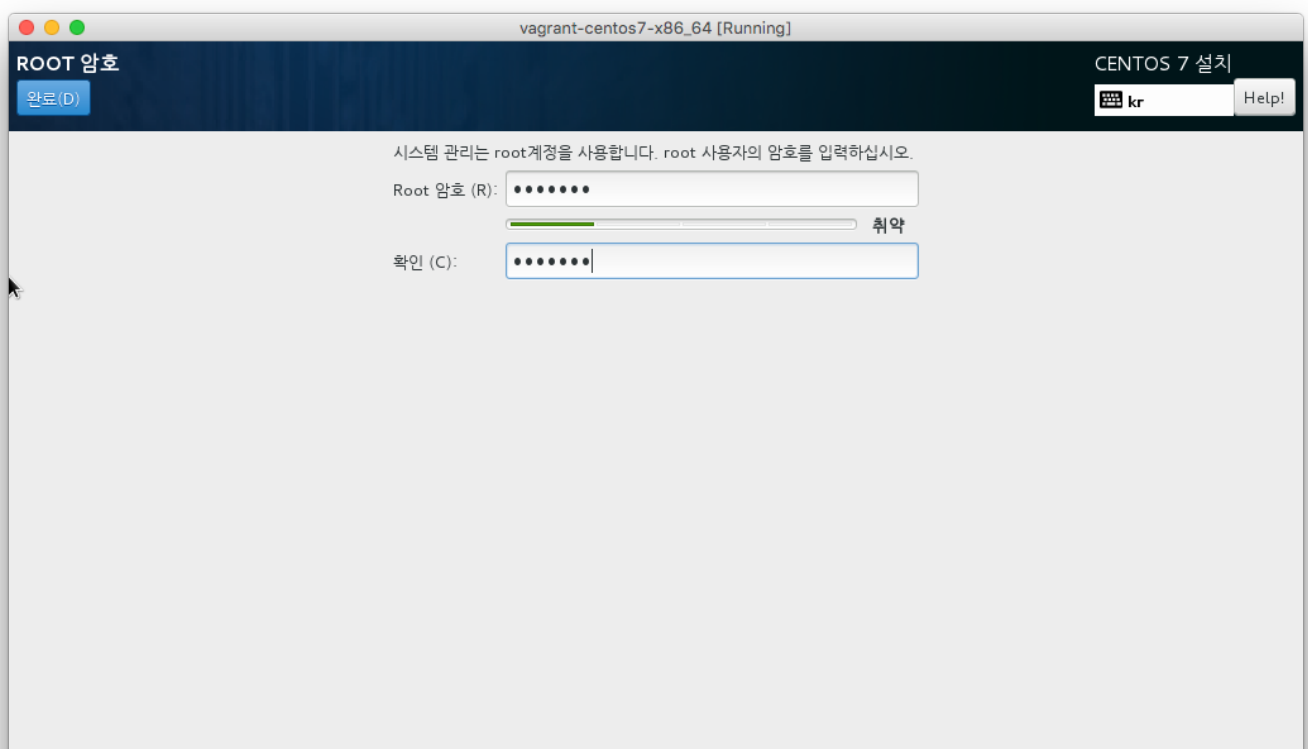 vagrant-centos7-x86_64 [Running]
ROOT 암호
CENTOS 7 설치
완료(D)
kr
Help!
시스템 관리는 root계정을 사용합니다. root 사용자의 암호를 입력하십시오.
Root 암호 (R): ●●●●●●●
취약
확인 (C): ●●●●●●●